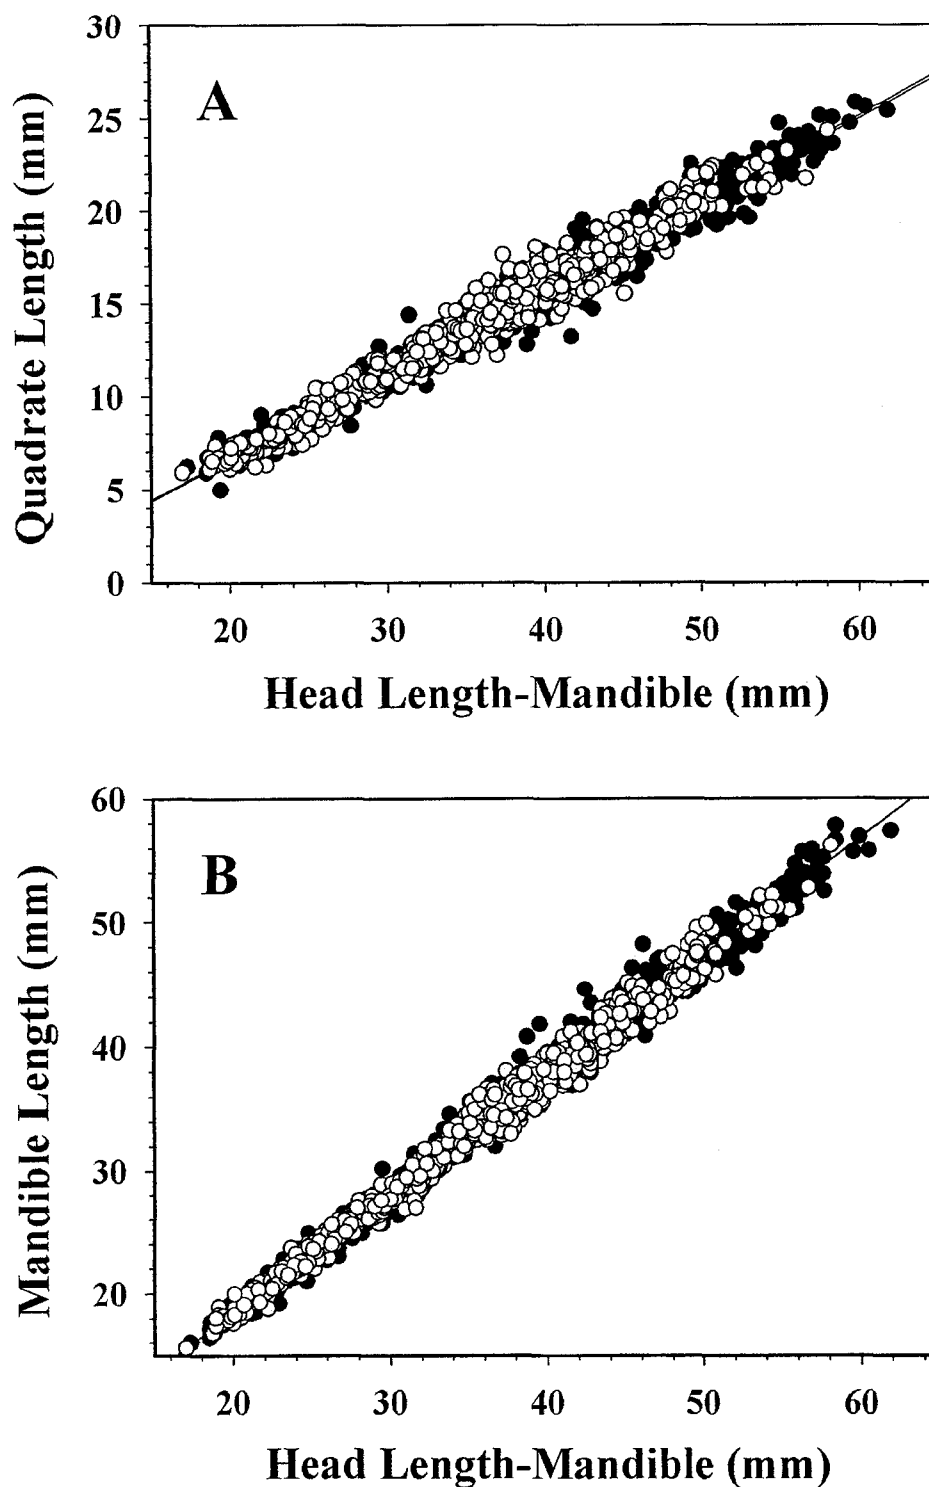 30
A
25
20
15
10
5
0
Quadrate Length (mm)
20 30 40 50 60
Head Length-Mandible (mm)
60
B
50
40
30
20
Mandible Length (mm)
20 30 40 50 60
Head Length-Mandible (mm)